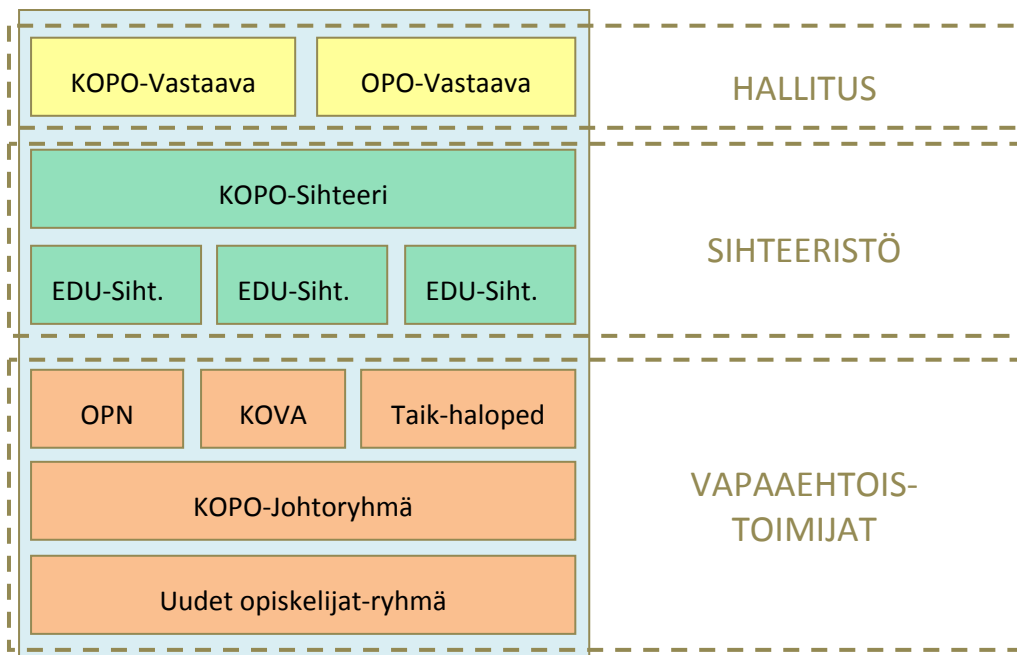 KOPO-Vastaava
OPO-Vastaava
HALLITUS
KOPO-Sihteeri
EDU-Siht.
EDU-Siht.
EDU-Siht.
SIHTEERISTÖ
OPN
KOVA
Taik-haloped
KOPO-Johtoryhmä
Uudet opiskelijat-ryhmä
VAPAAEHTOIS-
TOIMIJAT